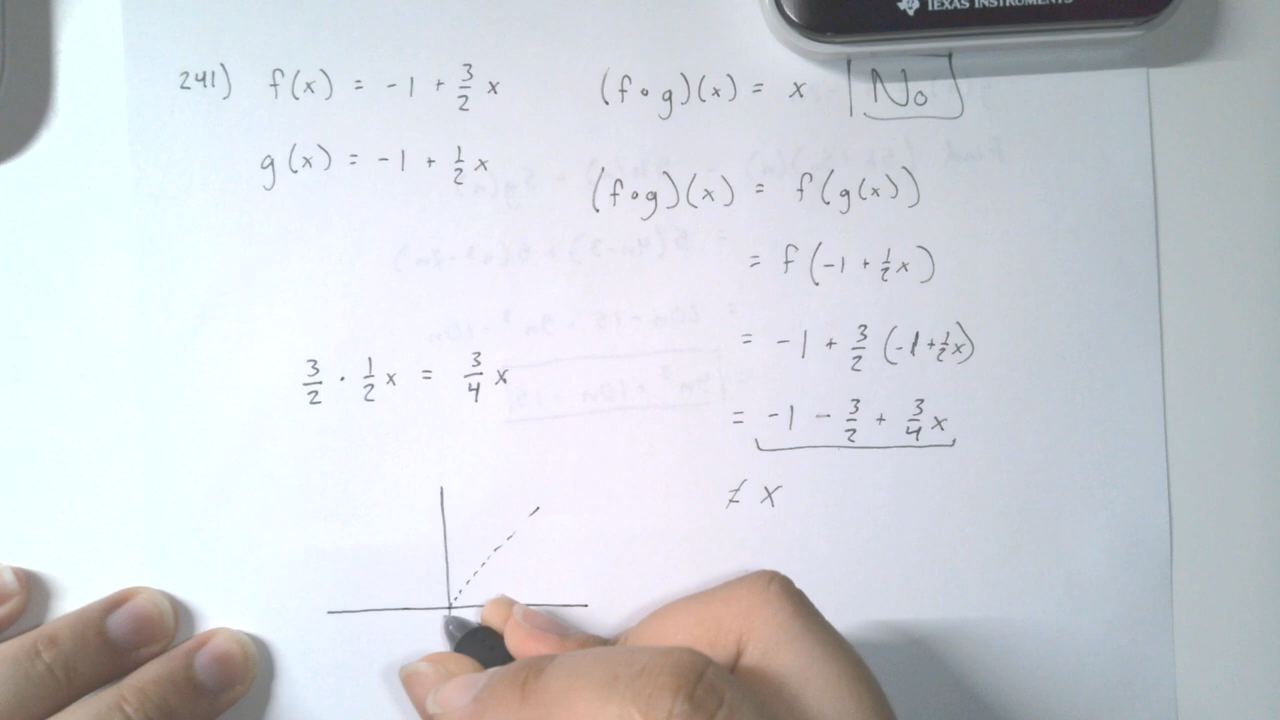 TEXAS INSTRUMENTS
241) f(x) = -1 + 3/2 x
g(x) = -1 + 1/2 x
(f∘g)(x) = x No
(f∘g)(x) = f(g(x))
= f(-1 + 1/2 x)
= -1 + 3/2 (-1 + 1/2 x)
= -1 - 3/2 + 3/4 x
≠ x
3/2 · 1/2 x = 3/4 x